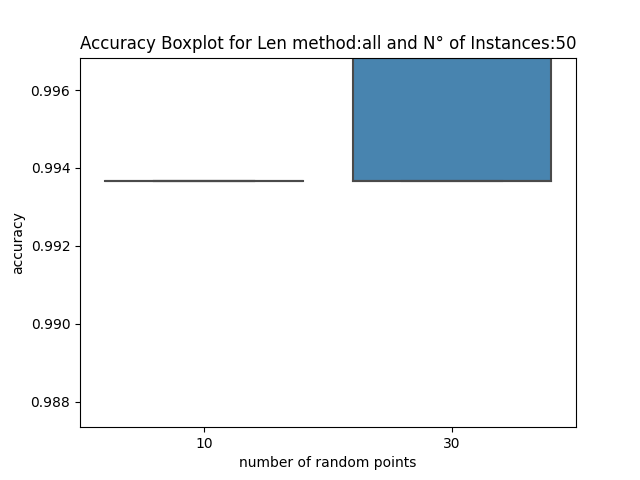 Accuracy Boxplot for Len method:all and N° of Instances:50
0.996
0.994
0.992
0.990
0.988
accuracy
10 30
number of random points